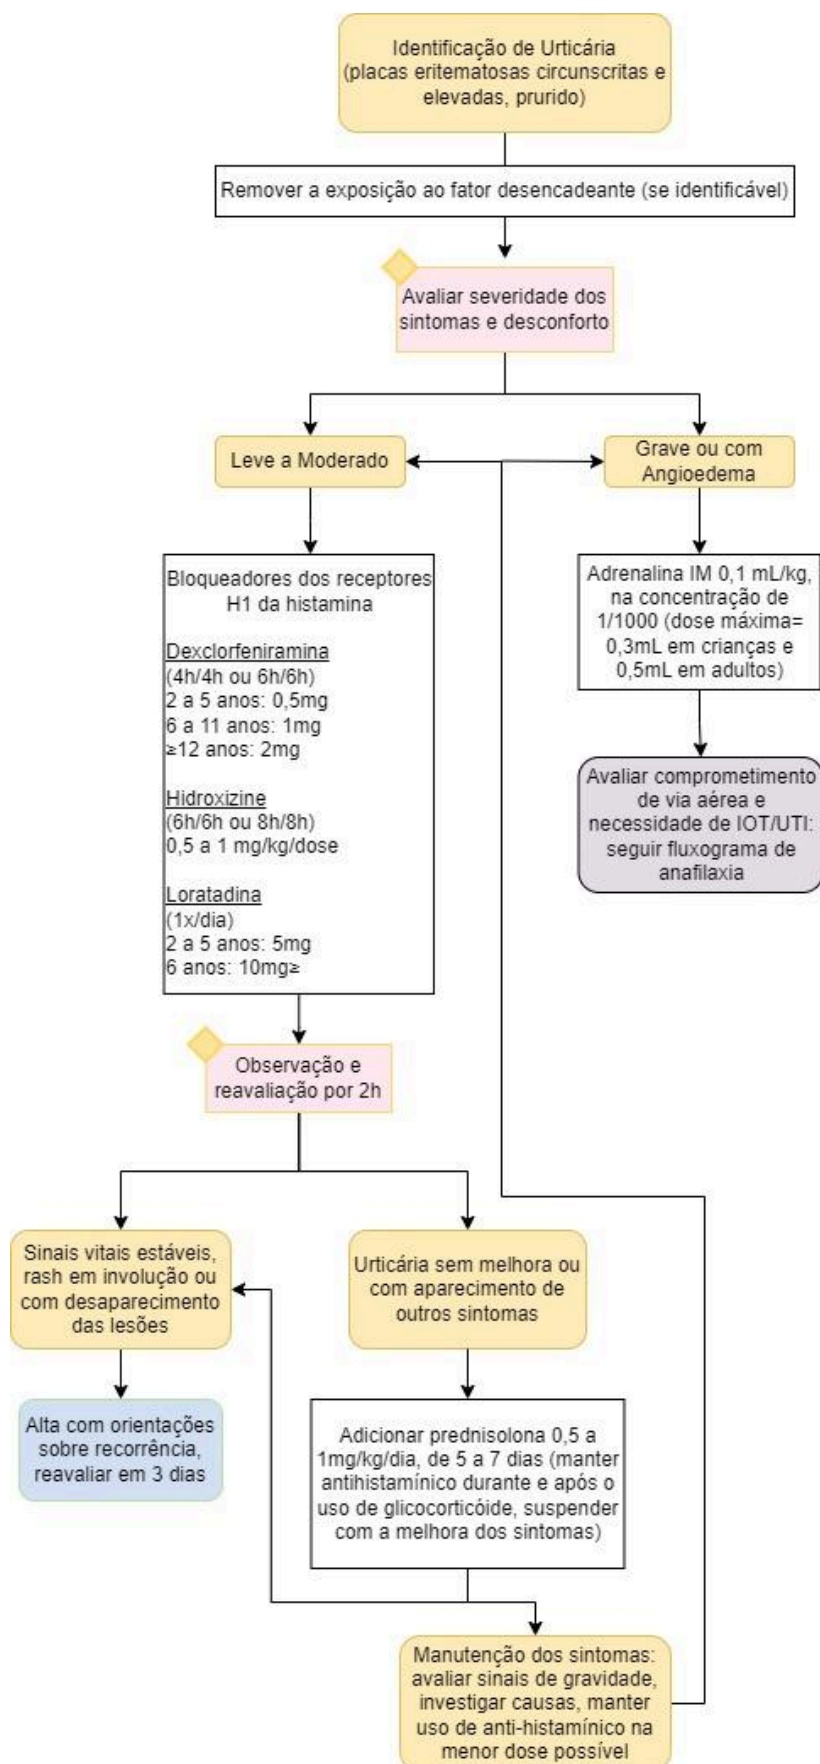 Identificação de Urticária
(placas eritematosas circunscritas e
elevadas, prurido)
Remover a exposição ao fator desencadeante (se identificável)
Avaliar severidade dos
sintomas e desconforto
Leve a Moderado
Grave ou com
Angioedema
Bloqueadores dos receptores
H1 da histamina
Dexclorfeniramina
(4h/4h ou 6h/6h)
2 a 5 anos: 0,5mg
6 a 11 anos: 1mg
≥12 anos: 2mg
Hidroxizine
(6h/6h ou 8h/8h)
0,5 a 1 mg/kg/dose
Loratadina
(1x/dia)
2 a 5 anos: 5mg
6 anos: 10mg≥
Adrenalina IM 0,1 mL/kg,
na concentração de
1/1000 (dose máxima=
0,3mL em crianças e
0,5mL em adultos)
Avaliar comprometimento
de via aérea e
necessidade de IOT/UTI:
seguir fluxograma de
anafilaxia
Observação e
reavaliação por 2h
Sinais vitais estáveis,
rash em involução ou
com desaparecimento
das lesões
Urticária sem melhora ou
com aparecimento de
outros sintomas
Alta com orientações
sobre recorrência,
reavaliar em 3 dias
Adicionar prednisolona 0,5 a
1mg/kg/dia, de 5 a 7 dias (manter
antihistamínico durante e após o
uso de glicocorticóide, suspender
com a melhora dos sintomas)
Manutenção dos sintomas:
avaliar sinais de gravidade,
investigar causas, manter
uso de anti-histamínico na
menor dose possível